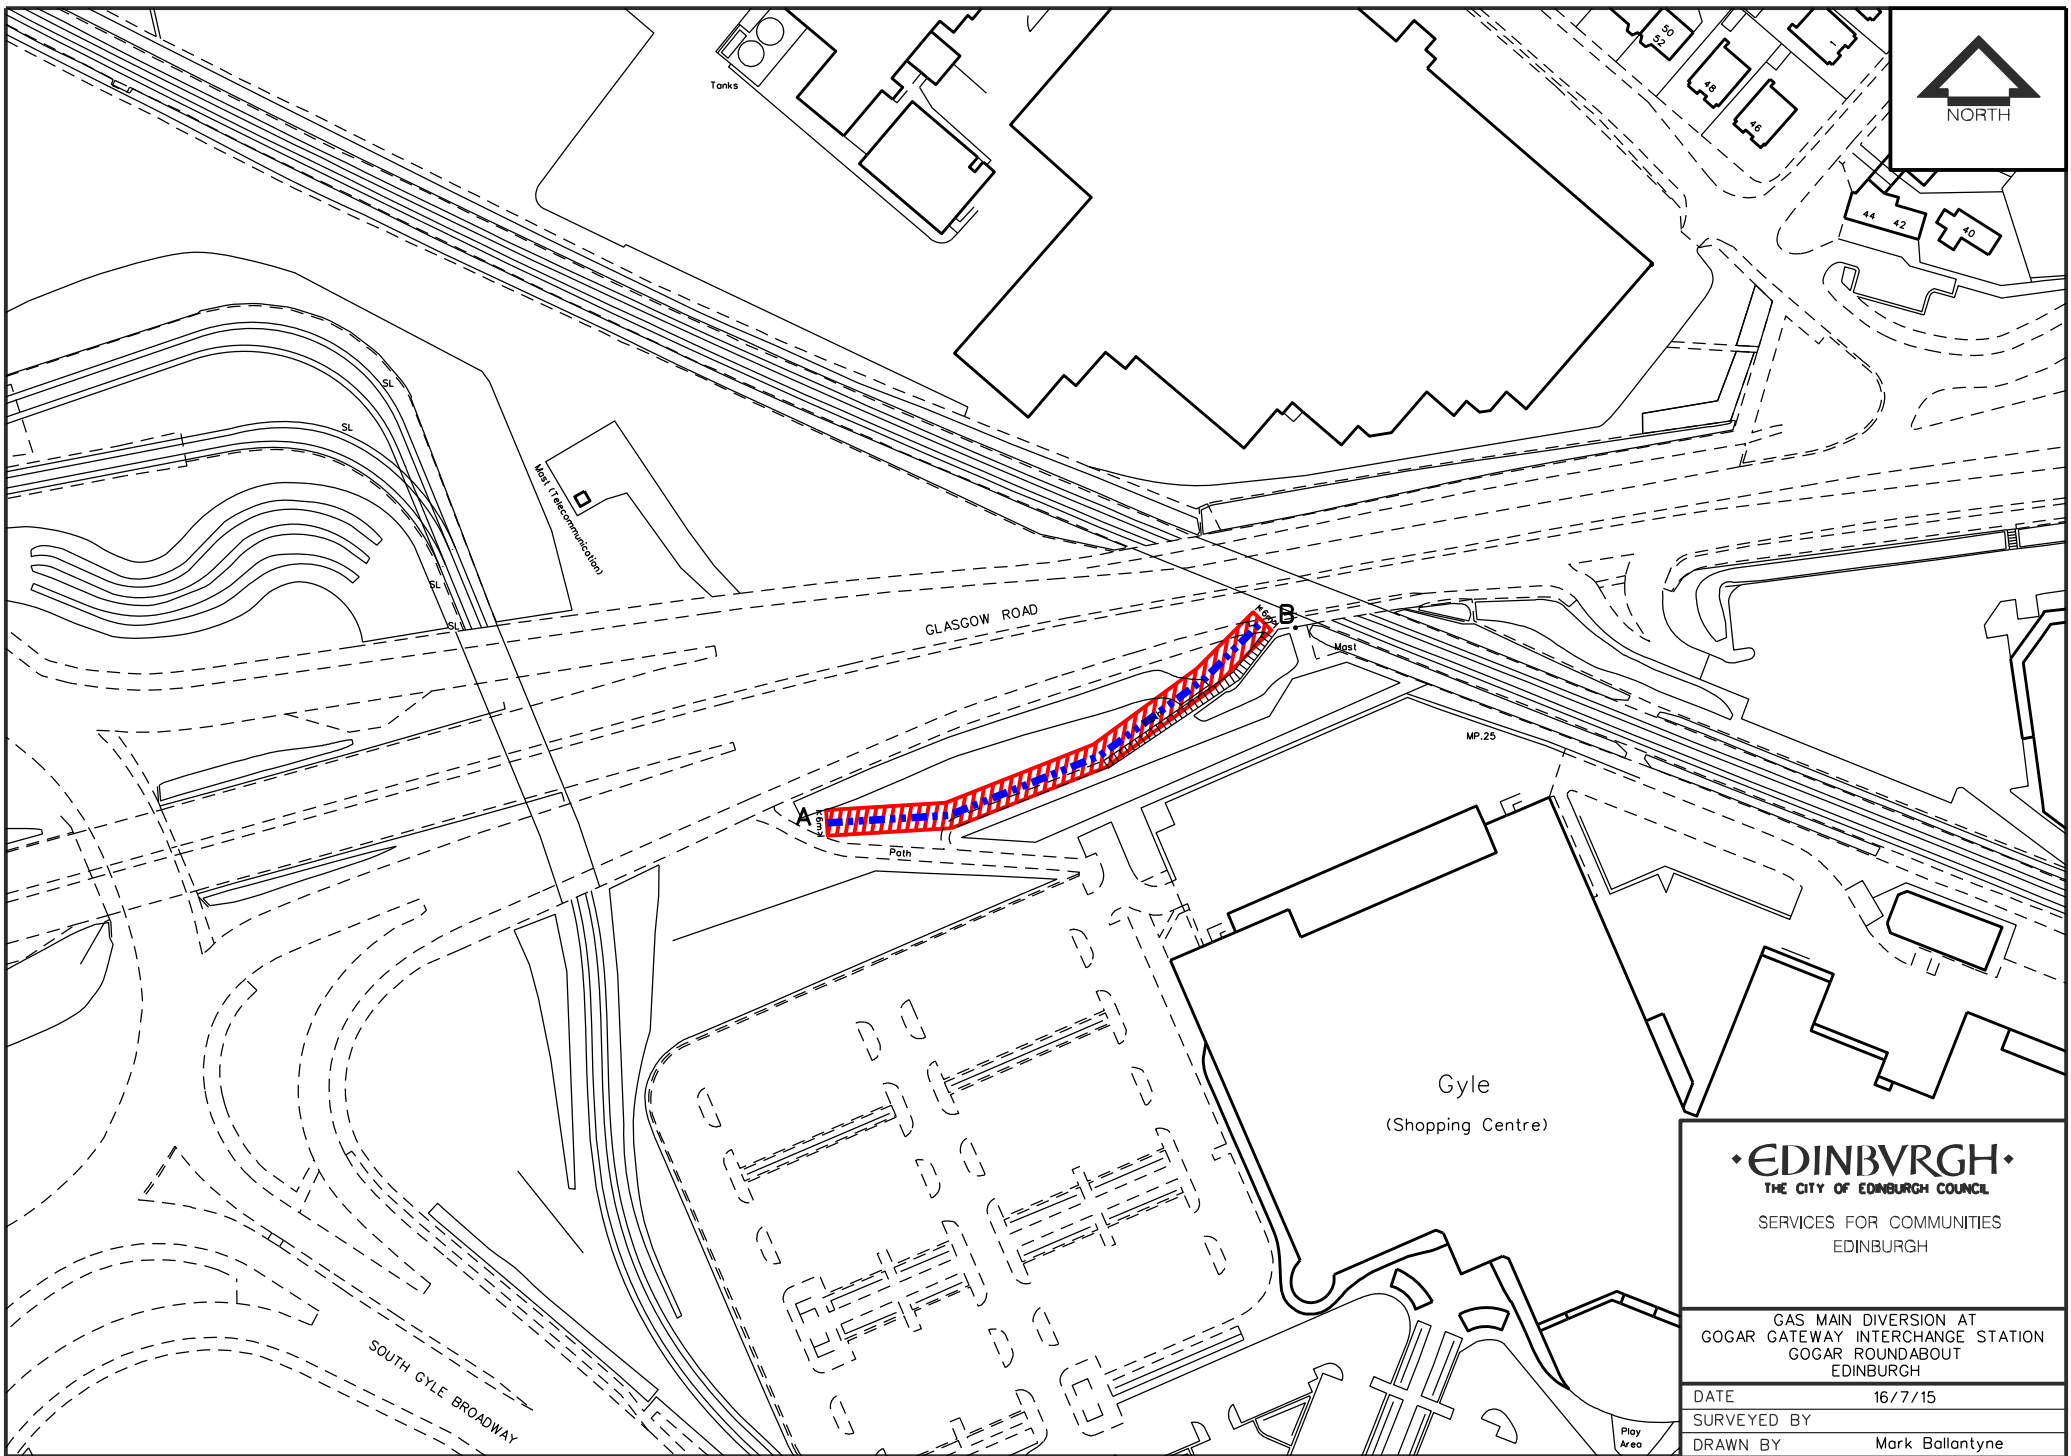 50
52
48
46
44
42
40
NORTH
Tanks
SL
SL
SL
SL
Mast (Telecommunication)
GLASGOW ROAD
B
6m
Mast
MP.25
A
6m
Path
Gyle
(Shopping Centre)
SOUTH GYLE BROADWAY
Play
Area
EDINBVRGH
THE CITY OF EDINBURGH COUNCIL
SERVICES FOR COMMUNITIES
EDINBURGH
GAS MAIN DIVERSION AT
GOGAR GATEWAY INTERCHANGE STATION
GOGAR ROUNDABOUT
EDINBURGH
DATE 16/7/15
SURVEYED BY
DRAWN BY Mark Ballantyne